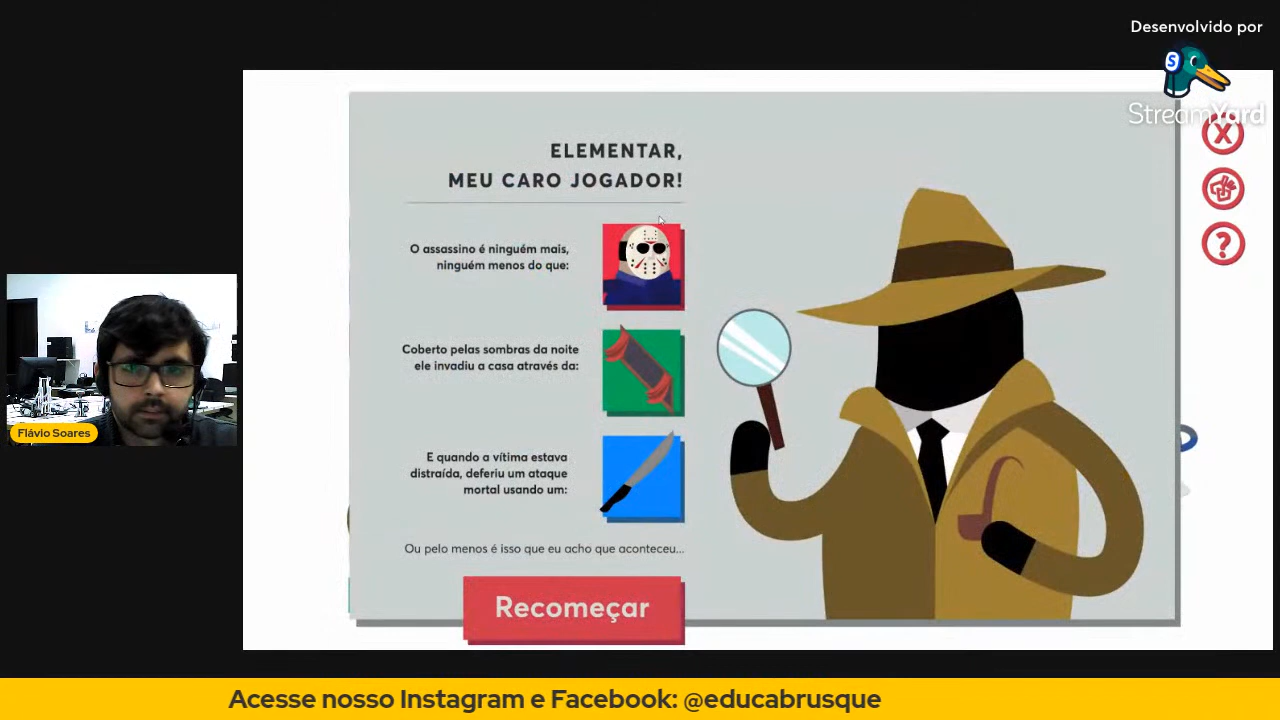 Desenvolvido por
S
StreamYard
ELEMENTAR,
MEU CARO JOGADOR!
O assassino é ninguém mais,
ninguém menos do que:
Coberto pelas sombras da noite
ele invadiu a casa através da:
E quando a vítima estava
distraída, deferiu um ataque
mortal usando um:
Ou pelo menos é isso que eu acho que aconteceu...
Recomeçar
X
?
Flávio Soares
Acesse nosso Instagram e Facebook: @educabrusque